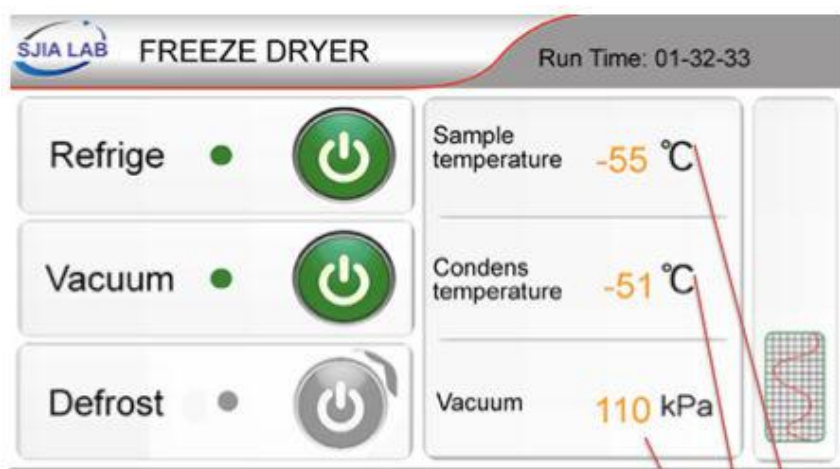 SJIA LAB
FREEZE DRYER
Run Time: 01-32-33
Refrige
Sample
temperature
-55 ℃
Vacuum
Condens
temperature
-51 ℃
Defrost
Vacuum
110 kPa